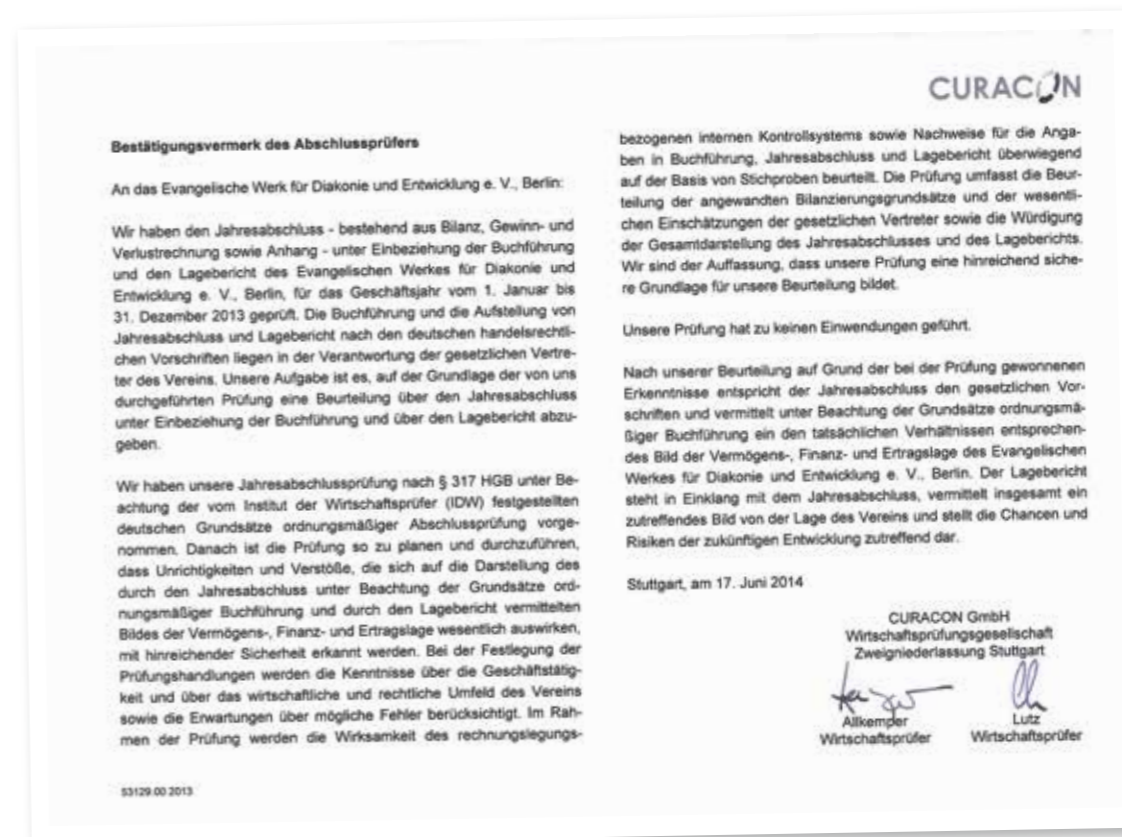 CURACON
Bestätigungsvermerk des Abschlussprüfers
An das Evangelische Werk für Diakonie und Entwicklung e. V., Berlin:
Wir haben den Jahresabschluss - bestehend aus Bilanz, Gewinn- und
Verlustrechnung sowie Anhang - unter Einbeziehung der Buchführung
und den Lagebericht des Evangelischen Werkes für Diakonie und
Entwicklung e. V., Berlin, für das Geschäftsjahr vom 1. Januar bis
31. Dezember 2013 geprüft. Die Buchführung und die Aufstellung von
Jahresabschluss und Lagebericht nach den deutschen handelsrechtli-
chen Vorschriften liegen in der Verantwortung der gesetzlichen Vertre-
ter des Vereins. Unsere Aufgabe ist es, auf der Grundlage der von uns
durchgeführten Prüfung eine Beurteilung über den Jahresabschluss
unter Einbeziehung der Buchführung und über den Lagebericht abzu-
geben.
Wir haben unsere Jahresabschlussprüfung nach § 317 HGB unter Be-
achtung der vom Institut der Wirtschaftsprüfer (IDW) festgestellten
deutschen Grundsätze ordnungsmäßiger Abschlussprüfung vorge-
nommen. Danach ist die Prüfung so zu planen und durchzuführen,
dass Unrichtigkeiten und Verstöße, die sich auf die Darstellung des
durch den Jahresabschluss unter Beachtung der Grundsätze ord-
nungsmäßiger Buchführung und durch den Lagebericht vermittelten
Bildes der Vermögens-, Finanz- und Ertragslage wesentlich auswirken,
mit hinreichender Sicherheit erkannt werden. Bei der Festlegung der
Prüfungshandlungen werden die Kenntnisse über die Geschäftstätig-
keit und über das wirtschaftliche und rechtliche Umfeld des Vereins
sowie die Erwartungen über mögliche Fehler berücksichtigt. Im Rah-
men der Prüfung werden die Wirksamkeit des rechnungslegungs-
53129.00 2013
bezogenen internen Kontrollsystems sowie Nachweise für die Anga-
ben in Buchführung, Jahresabschluss und Lagebericht überwiegend
auf der Basis von Stichproben beurteilt. Die Prüfung umfasst die Beur-
teilung der angewandten Bilanzierungsgrundsätze und der wesentli-
chen Einschätzungen der gesetzlichen Vertreter sowie die Würdigung
der Gesamtdarstellung des Jahresabschlusses und des Lageberichts.
Wir sind der Auffassung, dass unsere Prüfung eine hinreichend siche-
re Grundlage für unsere Beurteilung bildet.
Unsere Prüfung hat zu keinen Einwendungen geführt.
Nach unserer Beurteilung auf Grund der bei der Prüfung gewonnenen
Erkenntnisse entspricht der Jahresabschluss den gesetzlichen Vor-
schriften und vermittelt unter Beachtung der Grundsätze ordnungsmä-
ßiger Buchführung ein den tatsächlichen Verhältnissen entsprechen-
des Bild der Vermögens-, Finanz- und Ertragslage des Evangelischen
Werkes für Diakonie und Entwicklung e. V., Berlin. Der Lagebericht
steht in Einklang mit dem Jahresabschluss, vermittelt insgesamt ein
zutreffendes Bild von der Lage des Vereins und stellt die Chancen und
Risiken der zukünftigen Entwicklung zutreffend dar.
Stuttgart, am 17. Juni 2014
CURACON GmbH
Wirtschaftsprüfungsgesellschaft
Zweigniederlassung Stuttgart
Allkemper Lutz
Wirtschaftsprüfer Wirtschaftsprüfer